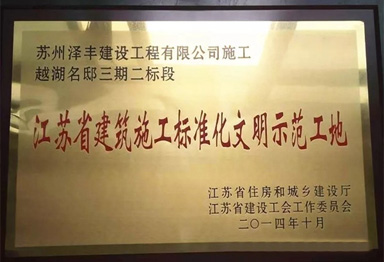 苏州泽丰建设工程有限公司施工
越湖名邸三期二标段
江苏省建筑施工标准化文明示范工地
江苏省住房和城乡建设厅
江苏省建设工会工作委员会
二〇一四年十月